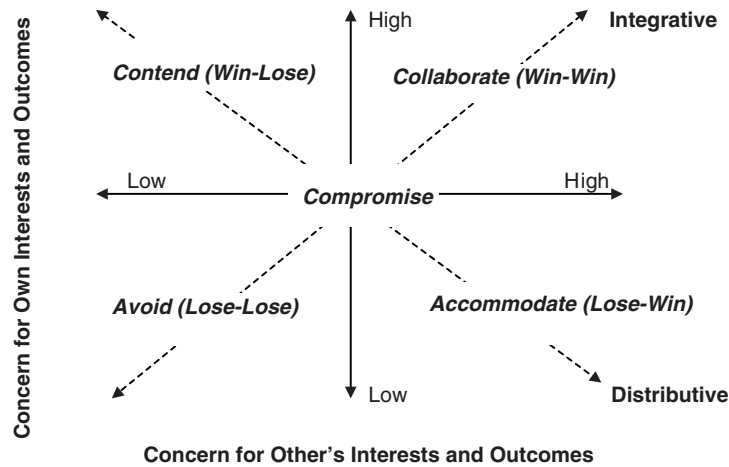 High
Integrative
Contend (Win-Lose)
Collaborate (Win-Win)
Low
High
Compromise
Avoid (Lose-Lose)
Accommodate (Lose-Win)
Low
Distributive
Concern for Own Interests and Outcomes
Concern for Other's Interests and Outcomes